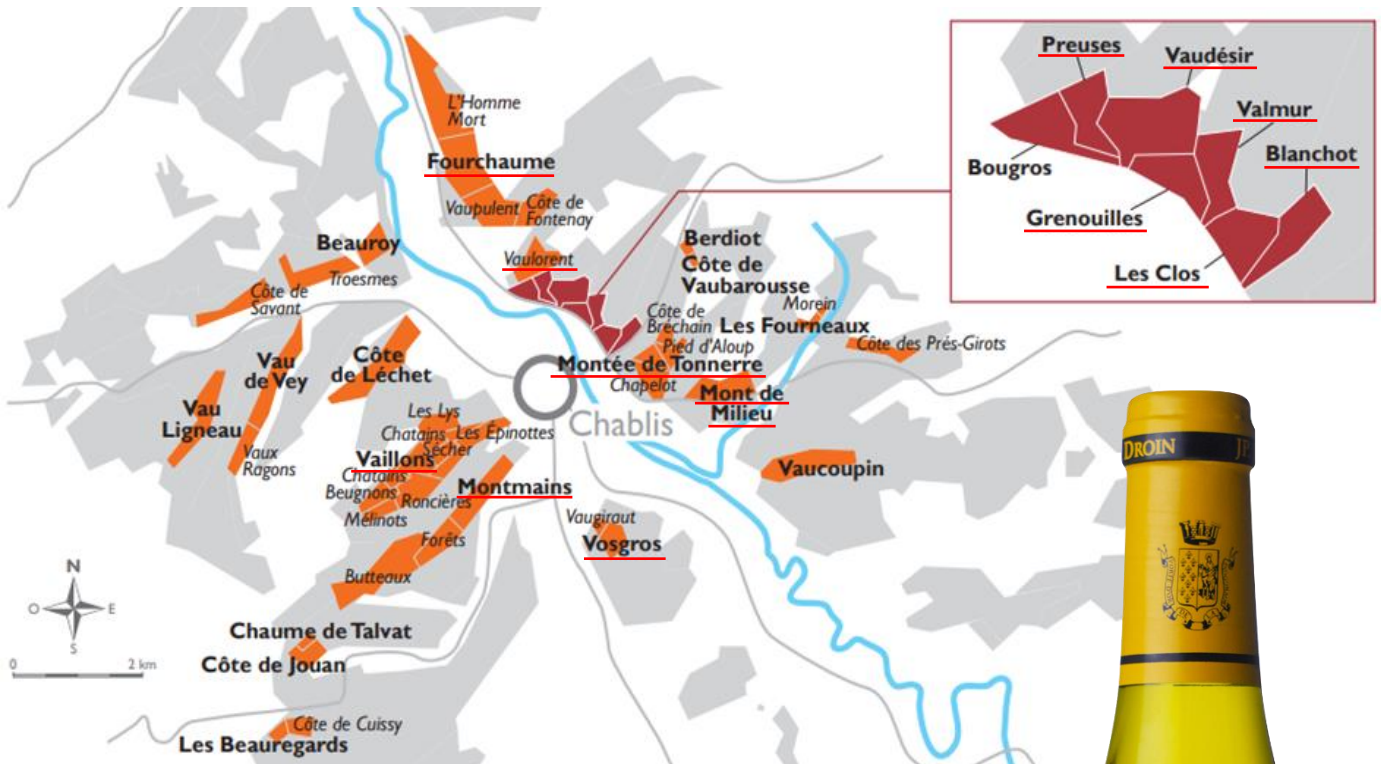 Preuses
Vaudésir
Valmur
Blanchot
Bougros
Grenouilles
Les Clos
L'Homme
Mort
Fourchaume
Vaupulent
Côte de
Fontenay
Beauroy
Troesmes
Côte de
Savant
Vaulorent
Berdiot
Côte de
Vaubarousse
Morein
Côte de
Bréchain
Les Fourneaux
Pied d'Aloup
Côte des Prés-Girots
Montée de Tonnerre
Chapelot
Mont de
Milieu
Chablis
Vau
de Vey
Côte
de Léchet
Vau
Ligneau
Vaux
Ragons
Les Lys
Chatains
Les Épinottes
Sécher
Vaillons
Chatains
Beugnons
Roncières
Mélinots
Montmains
Forêts
Butteaux
Vaucoupin
Vaugiraut
Vosgros
Chaume de Talvat
Côte de Jouan
Côte de Cuissy
Les Beauregards
N
O
E
S
0
2 km
DROIN